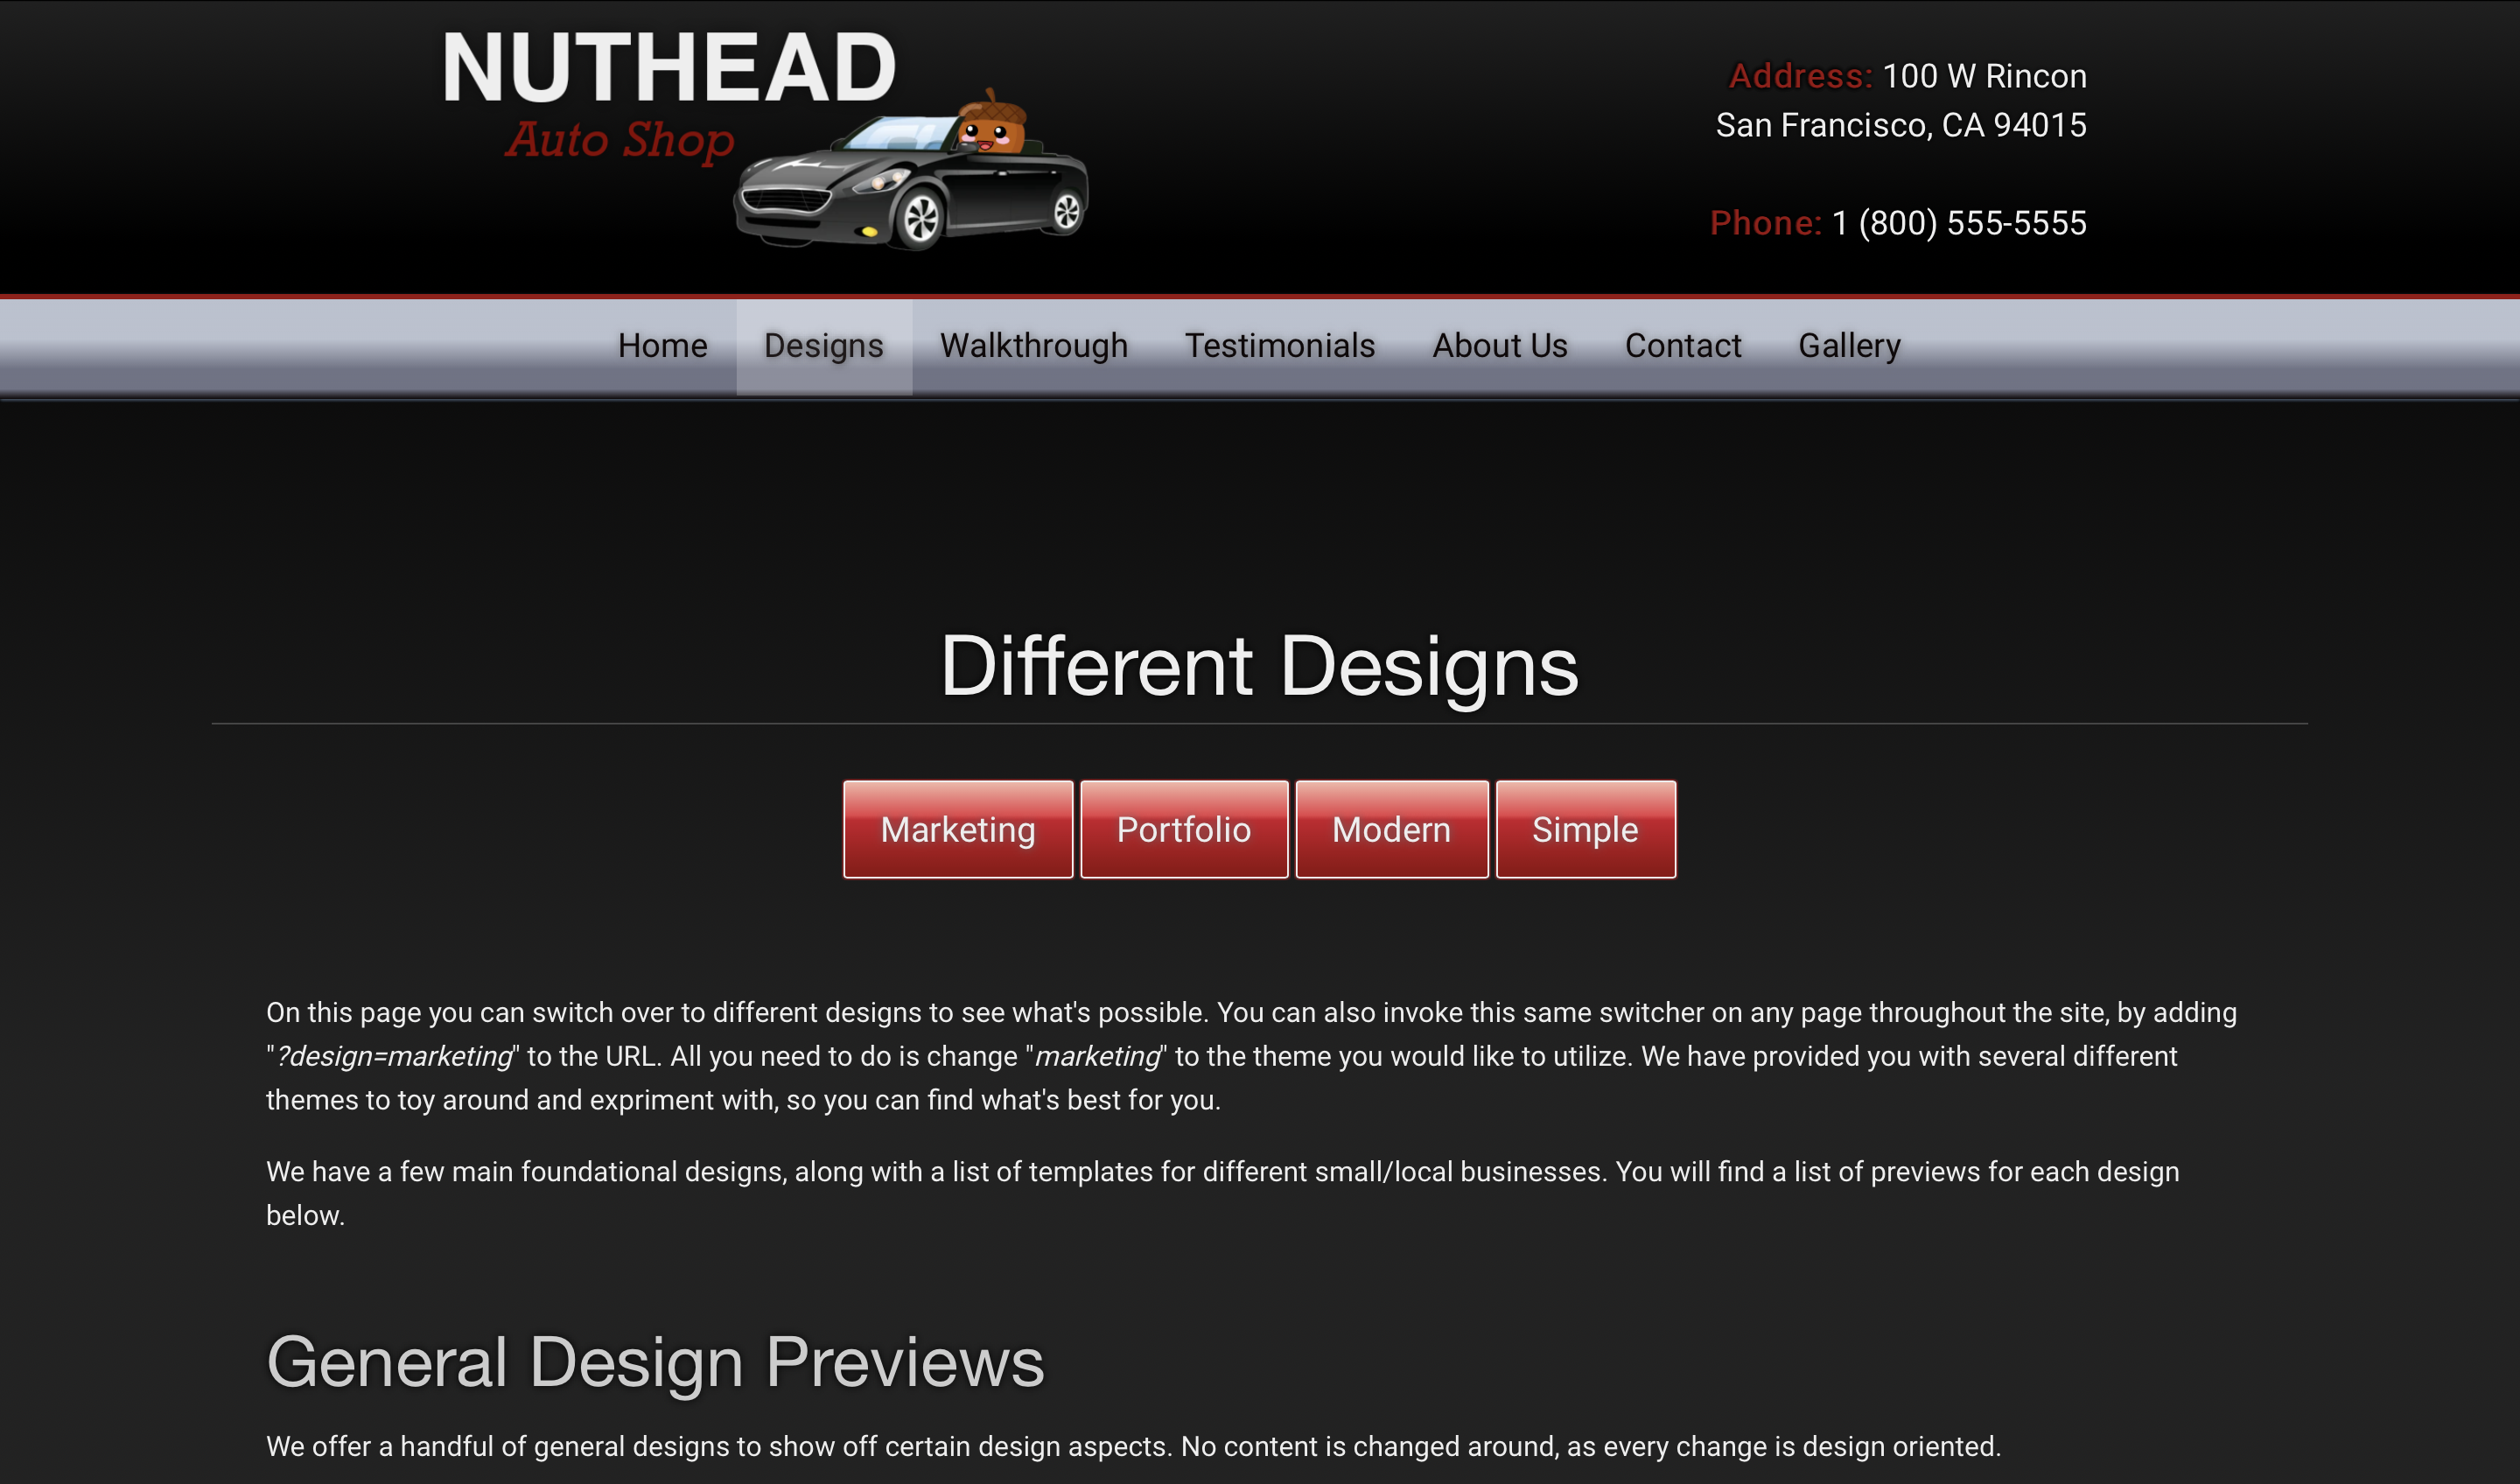 NUTHEAD
Auto Shop
Address: 100 W Rincon
San Francisco, CA 94015
Phone: 1 (800) 555-5555
Home Designs Walkthrough Testimonials About Us Contact Gallery
Different Designs
Marketing Portfolio Modern Simple
On this page you can switch over to different designs to see what's possible. You can also invoke this same switcher on any page throughout the site, by adding
"?design=marketing" to the URL. All you need to do is change "marketing" to the theme you would like to utilize. We have provided you with several different
themes to toy around and expriment with, so you can find what's best for you.
We have a few main foundational designs, along with a list of templates for different small/local businesses. You will find a list of previews for each design
below.
General Design Previews
We offer a handful of general designs to show off certain design aspects. No content is changed around, as every change is design oriented.